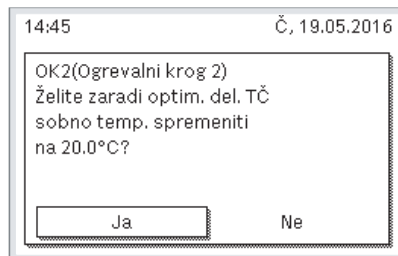 14:45 Č, 19.05.2016
OK2(Ogrevalni krog 2)
Želite zaradi optim. del. TČ
sobno temp. spremeniti
na 20.0°C?
Ja Ne